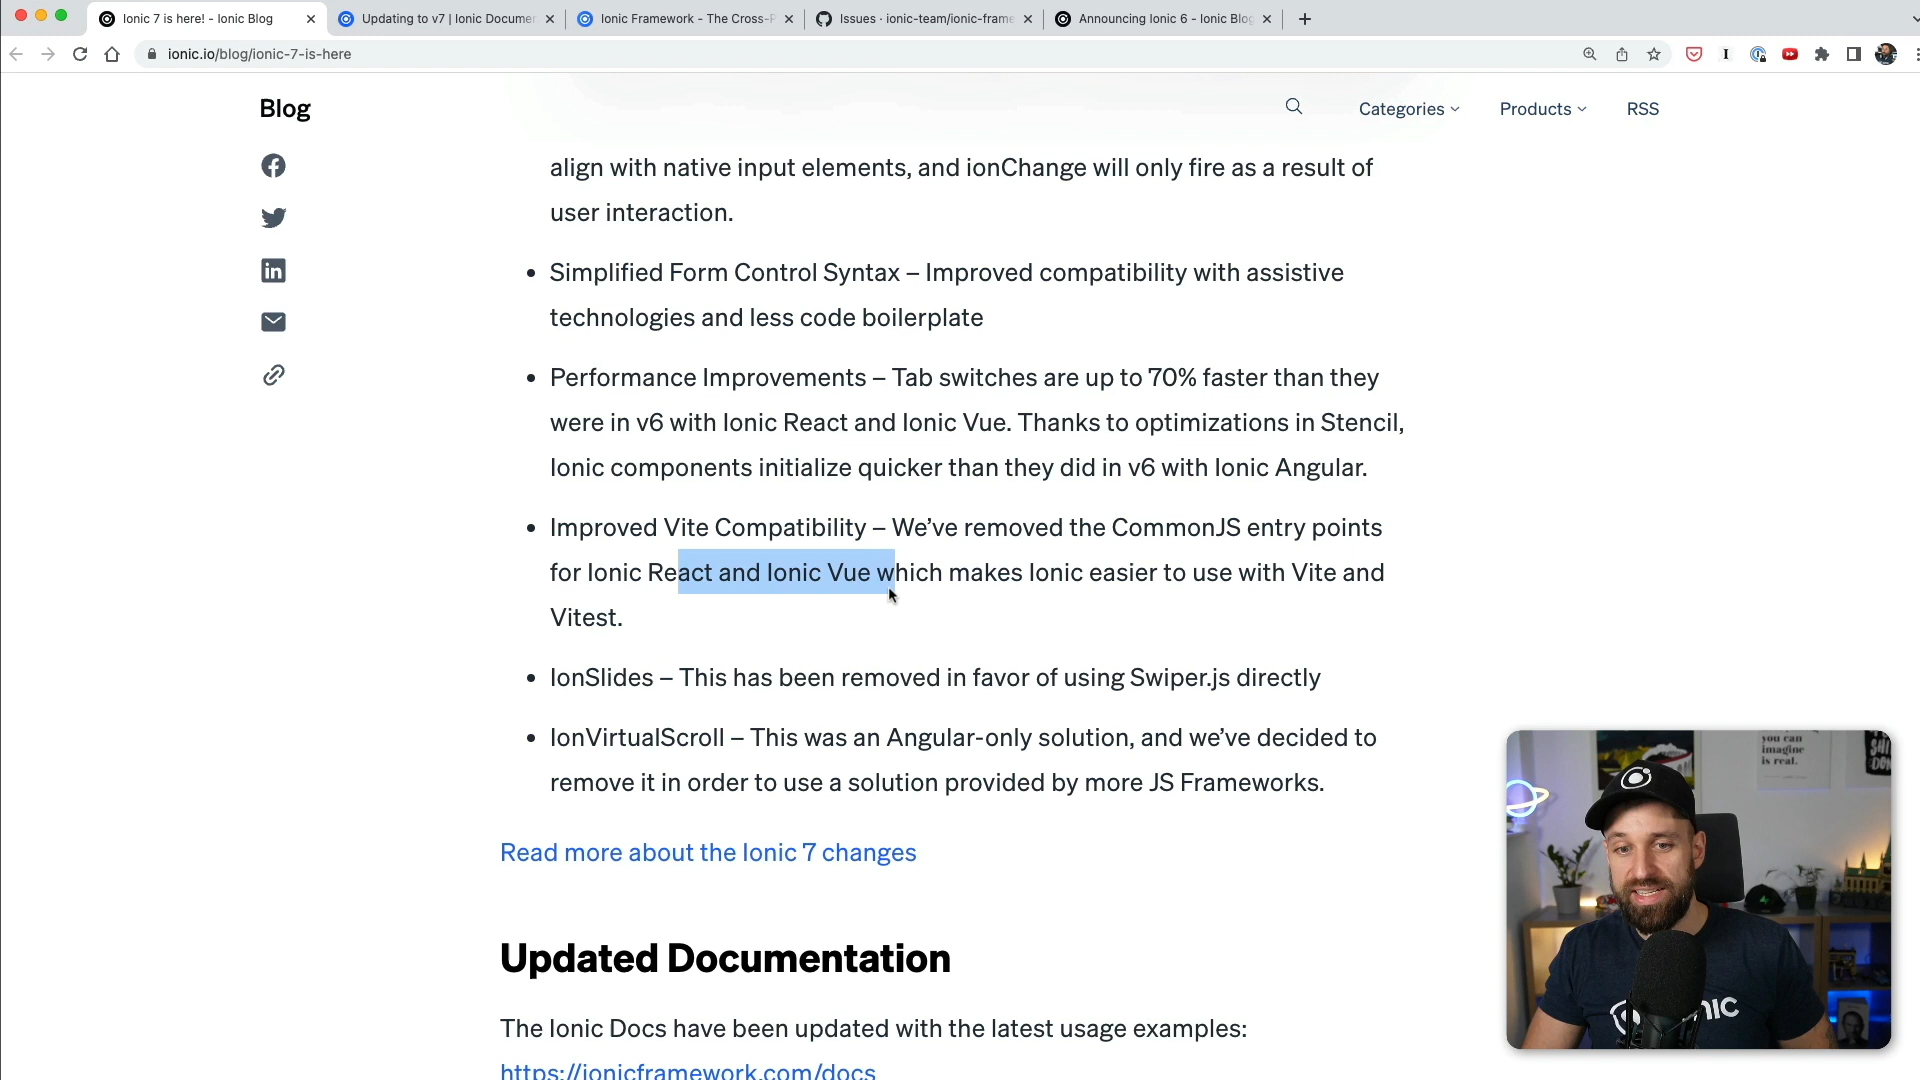 Ionic 7 is here! - Ionic Blog
Updating to v7 | Ionic Documen
Ionic Framework - The Cross-P
Issues · ionic-team/ionic-frame
Announcing Ionic 6 - Ionic Blog
ionic.io/blog/ionic-7-is-here
Blog
Categories
Products
RSS
align with native input elements, and ionChange will only fire as a result of
user interaction.
• Simplified Form Control Syntax – Improved compatibility with assistive
technologies and less code boilerplate
• Performance Improvements – Tab switches are up to 70% faster than they
were in v6 with Ionic React and Ionic Vue. Thanks to optimizations in Stencil,
Ionic components initialize quicker than they did in v6 with Ionic Angular.
• Improved Vite Compatibility – We’ve removed the CommonJS entry points
for Ionic React and Ionic Vue which makes Ionic easier to use with Vite and
Vitest.
• IonSlides – This has been removed in favor of using Swiper.js directly
• IonVirtualScroll – This was an Angular-only solution, and we’ve decided to
remove it in order to use a solution provided by more JS Frameworks.
Read more about the Ionic 7 changes
Updated Documentation
The Ionic Docs have been updated with the latest usage examples:
https://ionicframework.com/docs
you can
imagine
is real.